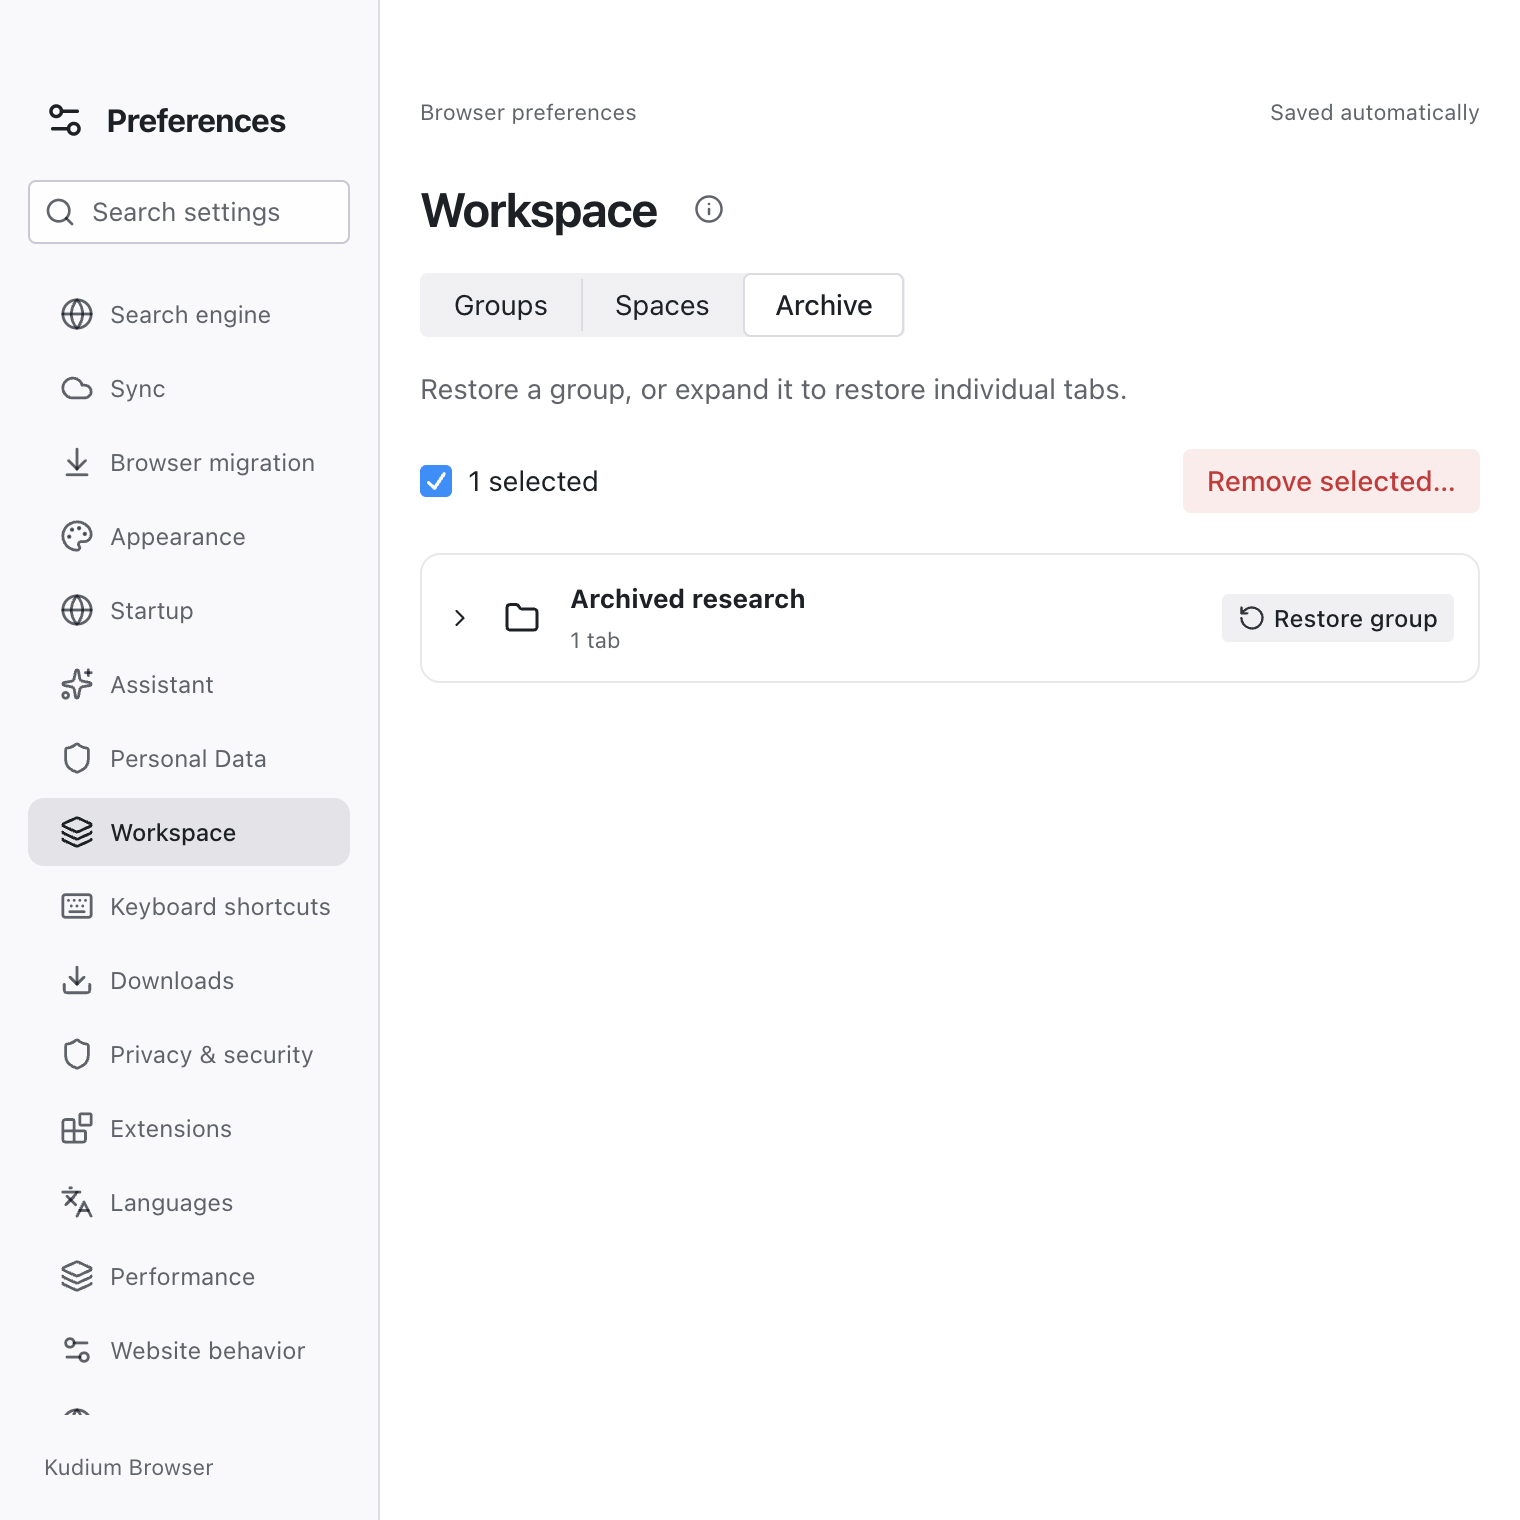 Preferences
Search settings
Search engine
Sync
Browser migration
Appearance
Startup
Assistant
Personal Data
Workspace
Keyboard shortcuts
Downloads
Privacy & security
Extensions
Languages
Performance
Website behavior
Kudium Browser
Browser preferences
Saved automatically
Workspace
Groups
Spaces
Archive
Restore a group, or expand it to restore individual tabs.
1 selected
Remove selected...
Archived research
1 tab
Restore group